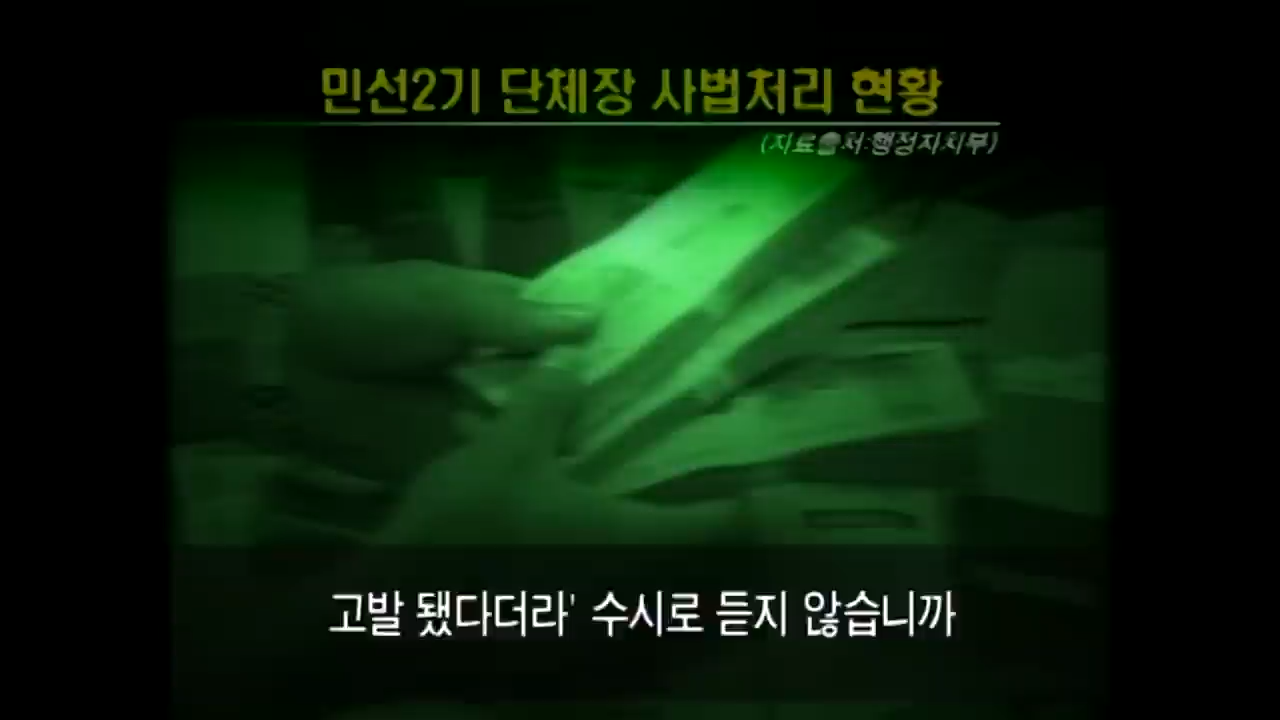 민선2기 단체장 사법처리 현황
(자료출처:행정자치부)
고발 됐다더라' 수시로 듣지 않습니까